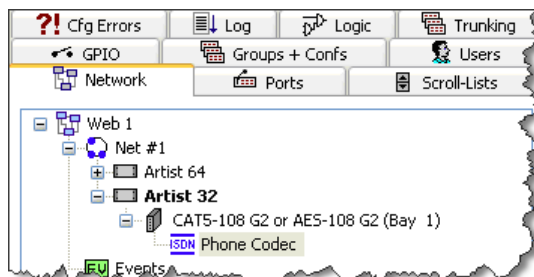 ?! Cfg Errors Log Logic Trunking
GPIO Groups + Confs Users
Network Ports Scroll-Lists
Web 1
Net #1
Artist 64
Artist 32
CAT5-108 G2 or AES-108 G2 (Bay 1)
ISDN Phone Codec
EV Events